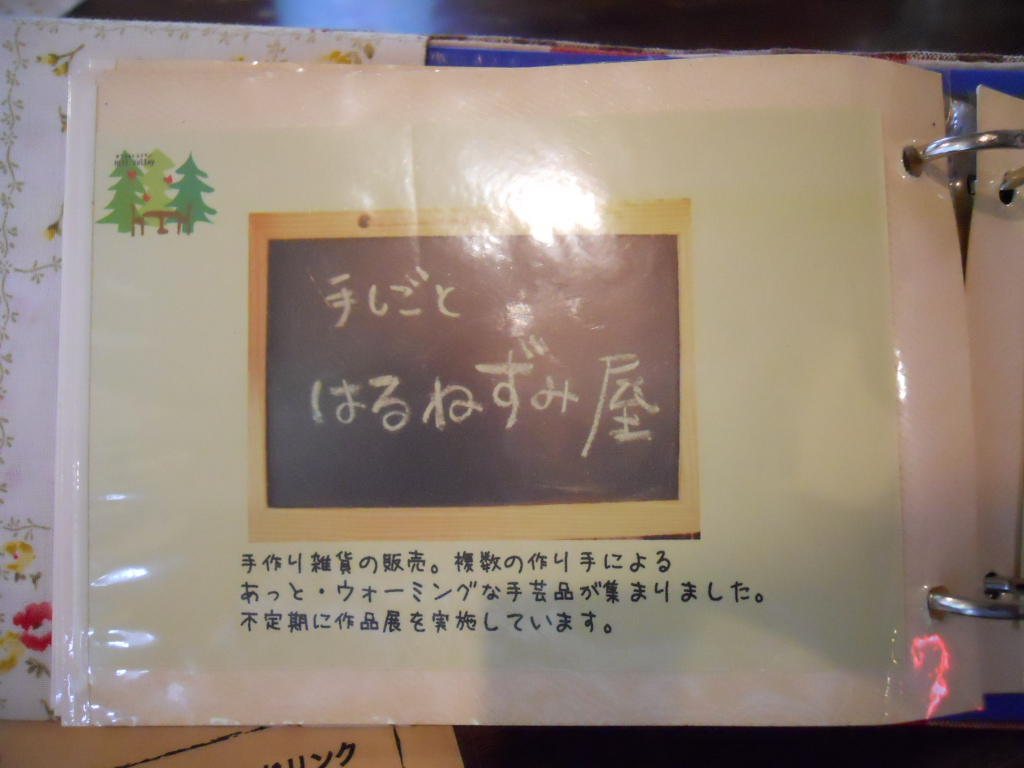 手しごと
はるねずみ屋
手作り雑貨の販売。複数の作り手による
あっと・ウォーミングな手芸品が集まりました。
不定期に作品展を実施しています。
リンク